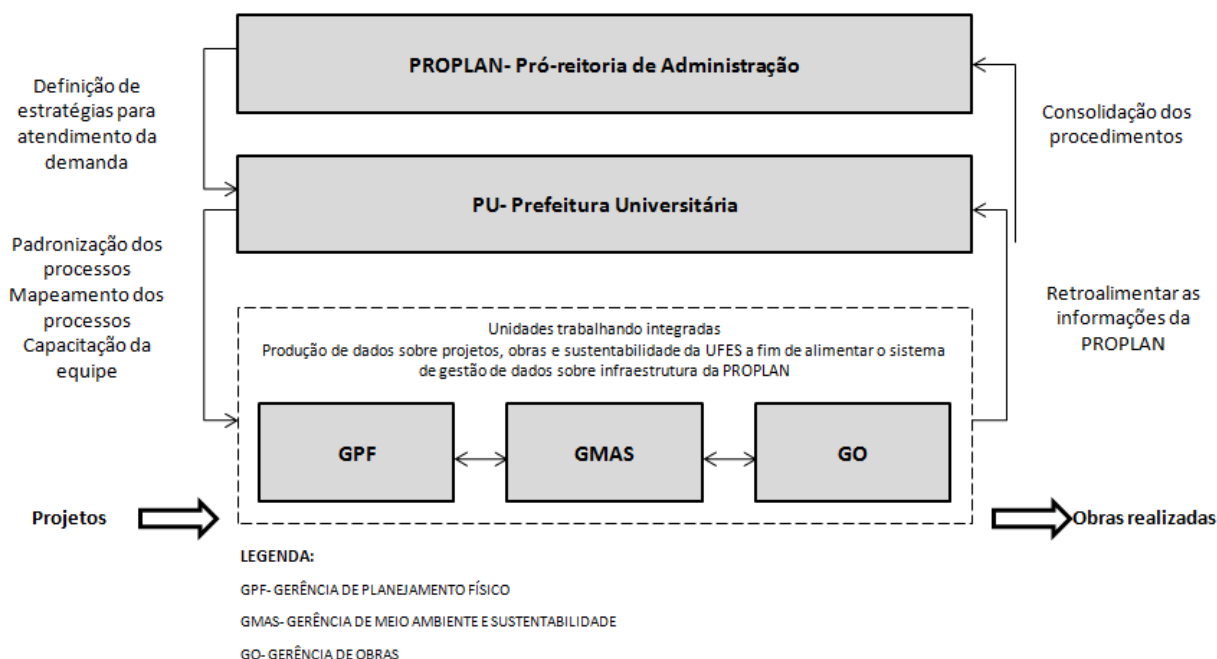 PROPLAN- Pró-reitoria de Administração
Definição de
estratégias para
atendimento da
demanda
Consolidação dos
procedimentos
PU- Prefeitura Universitária
Padronização dos
processos
Mapeamento dos
processos
Capacitação da
equipe
Retroalimentar as
informações da
PROPLAN
Unidades trabalhando integradas
Produção de dados sobre projetos, obras e sustentabilidade da UFES a fim de alimentar o sistema
de gestão de dados sobre infraestrutura da PROPLAN
GPF
GMAS
GO
Projetos
Obras realizadas
LEGENDA:
GPF- GERÊNCIA DE PLANEJAMENTO FÍSICO
GMAS- GERÊNCIA DE MEIO AMBIENTE E SUSTENTABILIDADE
GO- GERÊNCIA DE OBRAS